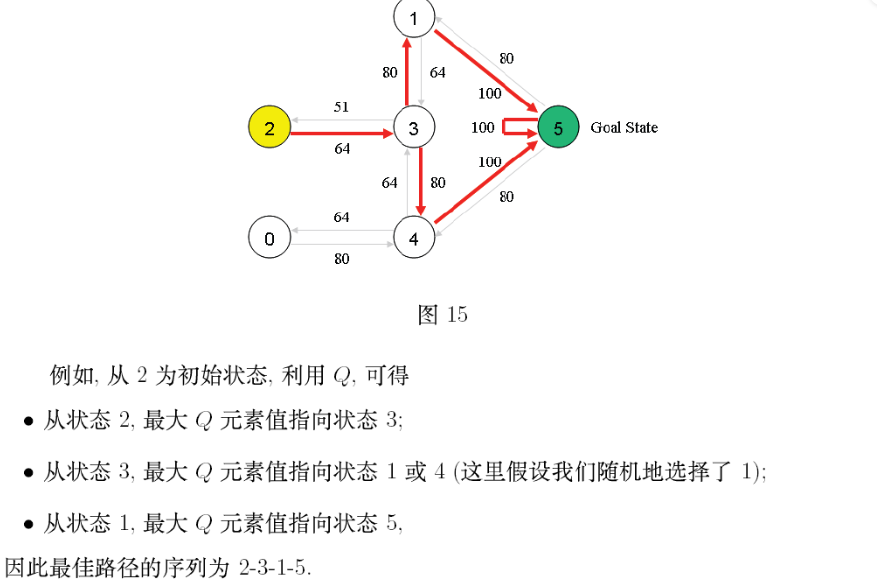 1
80
80
64
100
51
2
3
100
5
Goal State
64
100
64
80
64
80
0
4
80
图 15
例如, 从 2 为初始状态, 利用 Q, 可得
• 从状态 2, 最大 Q 元素值指向状态 3;
• 从状态 3, 最大 Q 元素值指向状态 1 或 4 (这里假设我们随机地选择了 1);
• 从状态 1, 最大 Q 元素值指向状态 5,
因此最佳路径的序列为 2-3-1-5.